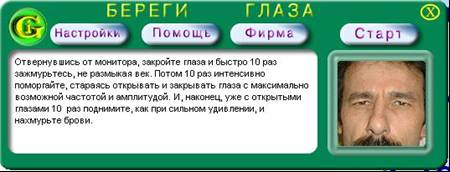 БЕРЕГИ ГЛАЗА
G Настройки Помощь Фирма Старт X
Отвернувшись от монитора, закройте глаза и быстро 10 раз
зажмурьтесь, не размыкая век. Потом 10 раз интенсивно
поморгайте, стараясь открывать и закрывать глаза с максимально
возможной частотой и амплитудой. И, наконец, уже с открытыми
глазами 10 раз поднимите, как при сильном удивлении, и
нахмурьте брови.